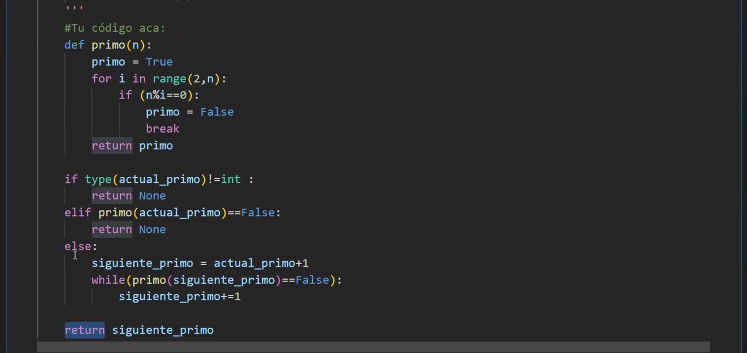 '''
#Tu código aca:
def primo(n):
primo = True
for i in range(2,n):
if (n%i==0):
primo = False
break
return primo
if type(actual_primo)!=int :
return None
elif primo(actual_primo)==False:
return None
else:
siguiente_primo = actual_primo+1
while(primo(siguiente_primo)==False):
siguiente_primo+=1
return siguiente_primo